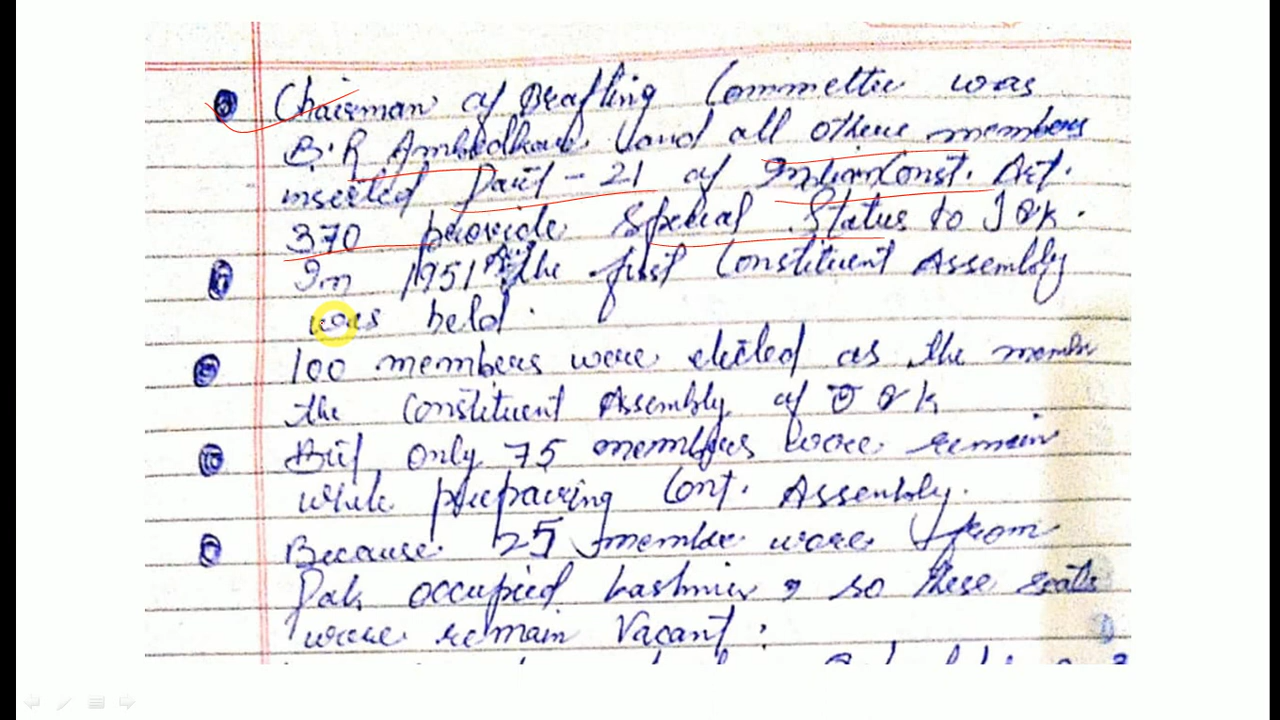 Chairman of Drafting Committee was
B.R Ambedkar and all others members
inserted Part - 21 of Indian Const. Art.
370 provide Special Status to J & K.
In 1951 the first Constituent Assembly
was held.
100 members were elected as the membe
the Constituent Assembly of J & K
But only 75 members were remain
while preparing Cont. Assembly.
Because 25 member were from
Pak occupied Kashmir, so these seats
were remain Vacant.